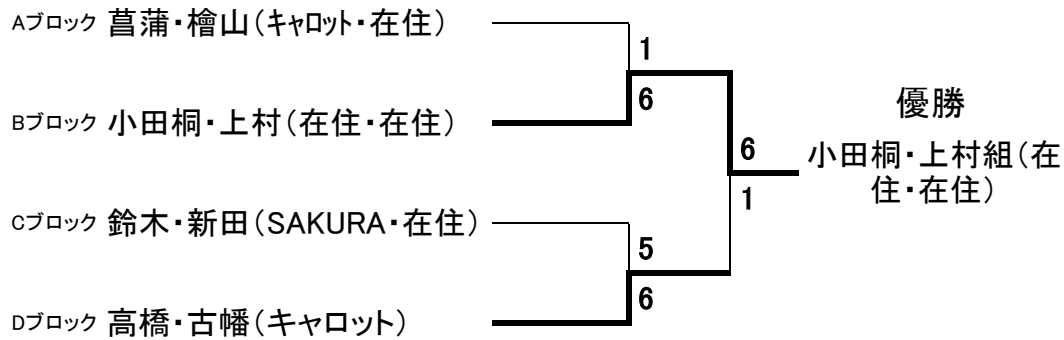 Aブロック 菖蒲・檜山（キャロット・在住）
1
6
Bブロック 小田桐・上村（在住・在住）
優勝
6
小田桐・上村組（在
住・在住）
1
Cブロック 鈴木・新田（SAKURA・在住）
5
6
Dブロック 高橋・古幡（キャロット）